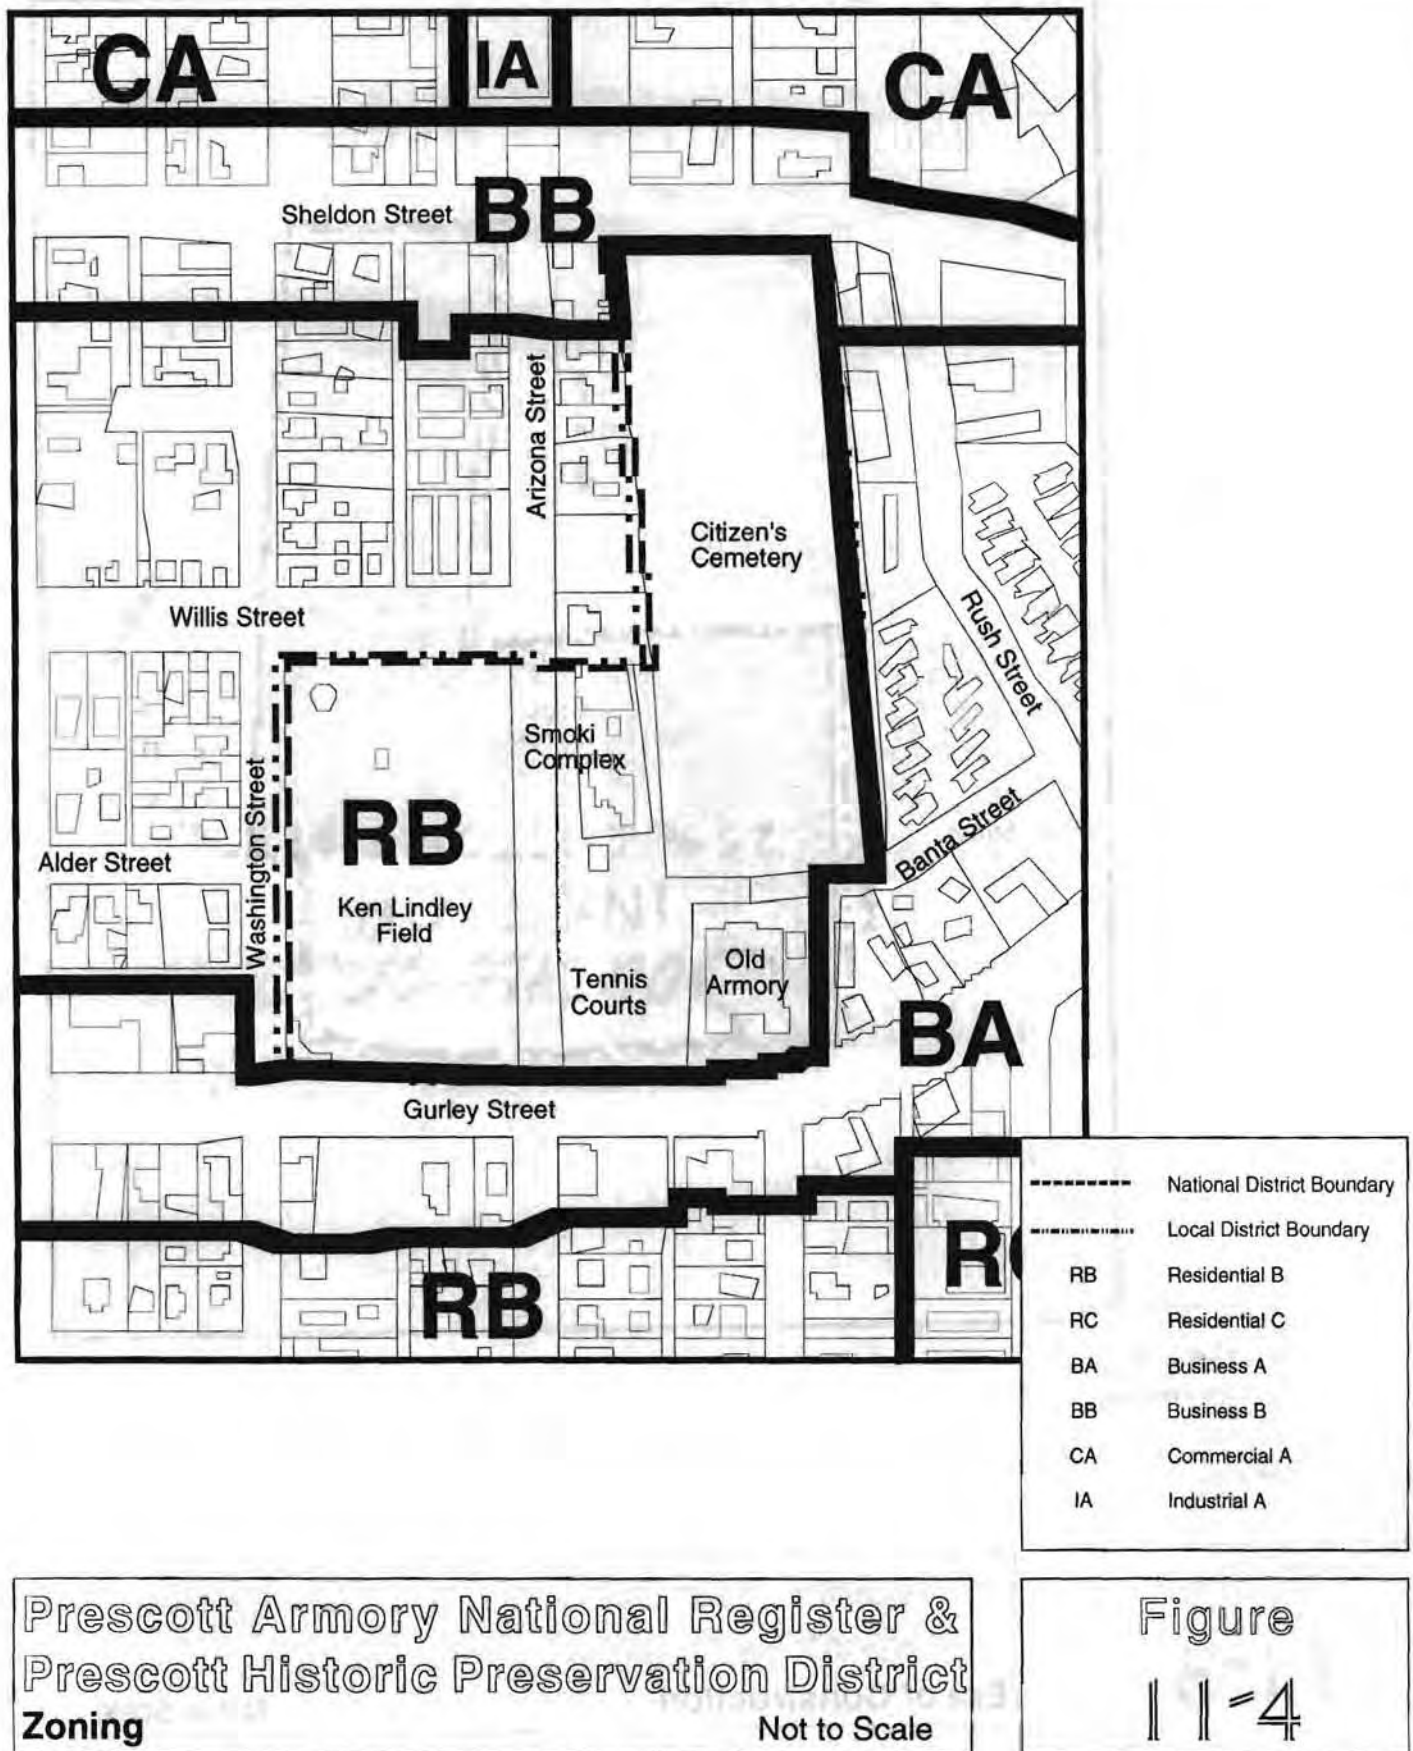 CA
IA
CA
Sheldon Street
BB
Arizona Street
Citizen's
Cemetery
Willis Street
Rush Street
Smoki
Complex
Washington Street
RB
Banta Street
Alder Street
Ken Lindley
Field
Old
Armory
Tennis
Courts
BA
Gurley Street
RB
National District Boundary
Local District Boundary
RB Residential B
RC Residential C
BA Business A
BB Business B
CA Commercial A
IA Industrial A
Prescott Armory National Register &
Prescott Historic Preservation District
Zoning Not to Scale
Figure
11-4